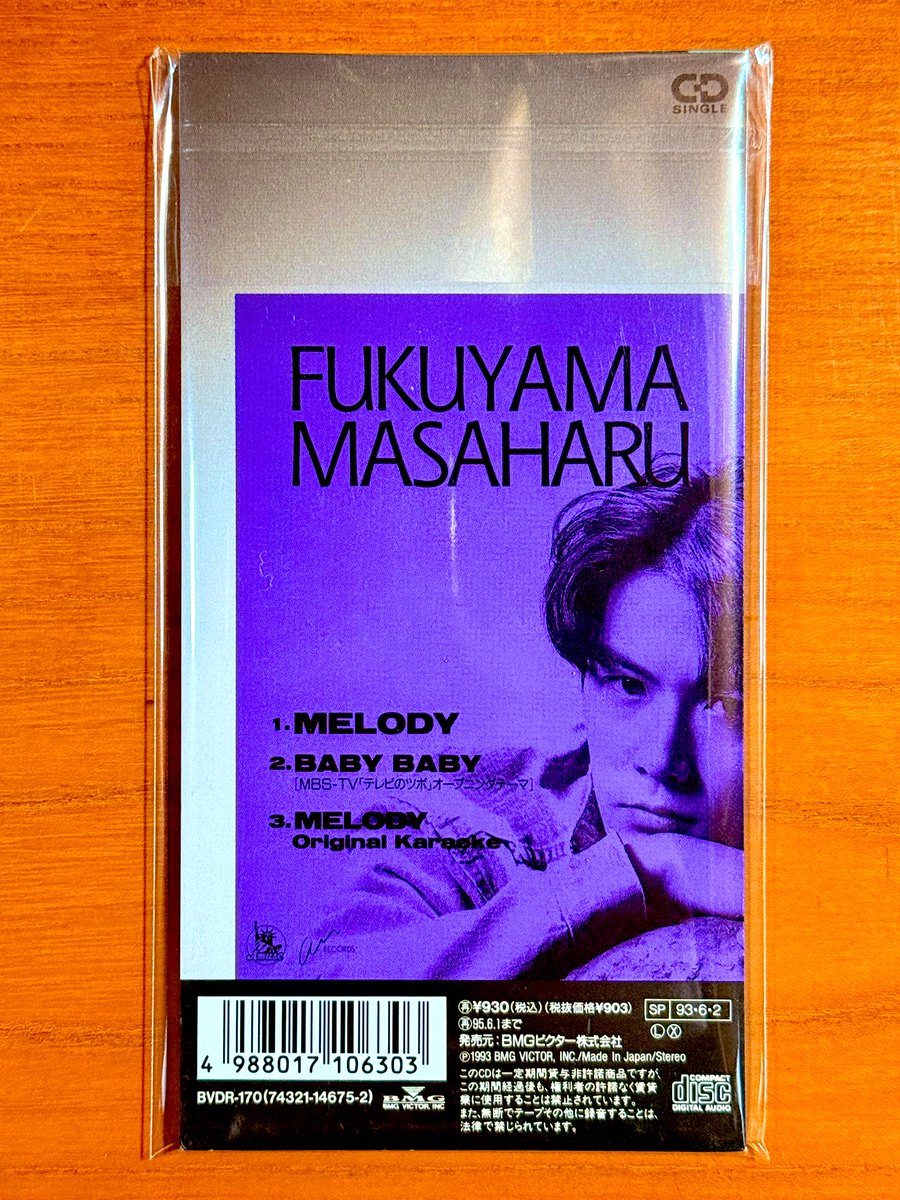 CD
SINGLE
FUKUYAMA
MASAHARU
1. MELODY
2. BABY BABY
[MBS-TV「テレビのツボ」オープニングテーマ]
3. MELODY
Original Karaoke
Amuse
RECORDS
4 988017 106303
BVDR-170(74321-14675-2)
BMG
BMG VICTOR, INC
再¥930(税込)(税抜価格¥903)
再95.6.1まで
発売元:BMGビクター株式会社
Ⓟ1993 BMG VICTOR, INC./Made in Japan/Stereo
SP 93・6・2
Ⓛ Ⓧ
このCDは一定期間貸与非許諾商品ですが、
この期間経過後も、権利者の許諾なく賃貸
業に使用することは禁止されています。
また、無断でテープその他に録音することは、
法律で禁じられています。
COMPACT
disc
DIGITAL AUDIO